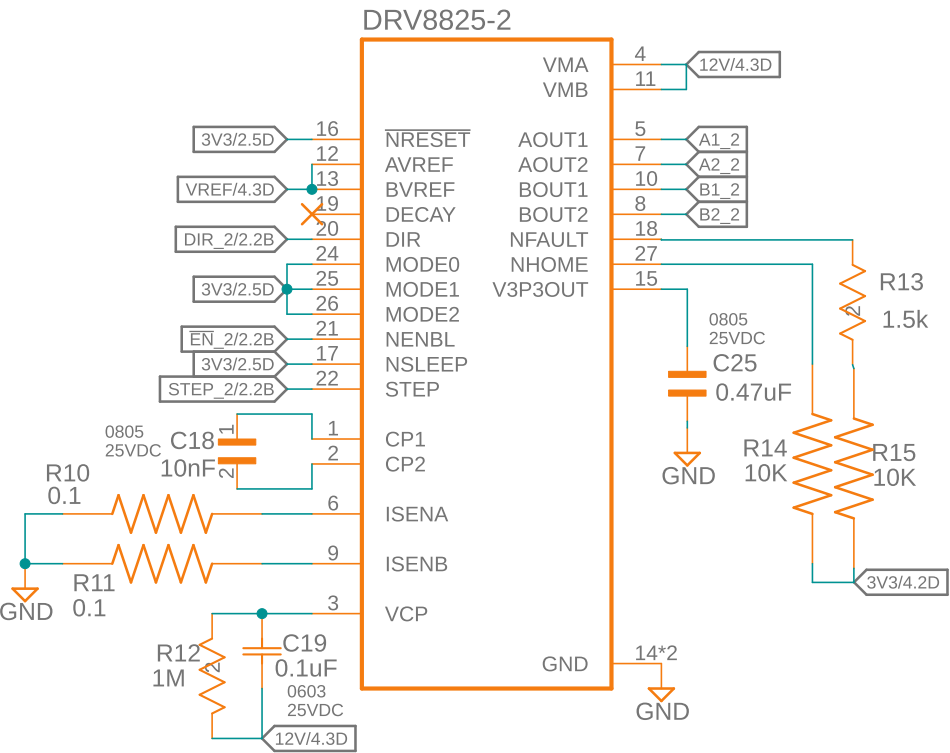 DRV8825-2
VMA 4 12V/4.3D
VMB 11
3V3/2.5D 16 NRESET AOUT1 5 A1_2
12 AVREF AOUT2 7 A2_2
VREF/4.3D 13 BVREF BOUT1 10 B1_2
19 DECAY BOUT2 8 B2_2
DIR_2/2.2B 20 DIR NFAULT 18
24 MODE0 NHOME 27
3V3/2.5D 25 MODE1 V3P3OUT 15
26 MODE2
EN_2/2.2B 21 NENBL
3V3/2.5D 17 NSLEEP
STEP_2/2.2B 22 STEP
R13
2
1.5k
0805
25VDC
C25
0.47uF
GND
R14
10K
R15
10K
3V3/4.2D
0805
25VDC
C18
10nF
1
2
1 CP1
2 CP2
R10
0.1
6 ISENA
9 ISENB
R11
0.1
GND
3 VCP
R12
1M
2
C19
0.1uF
0603
25VDC
12V/4.3D
GND 14*2
GND